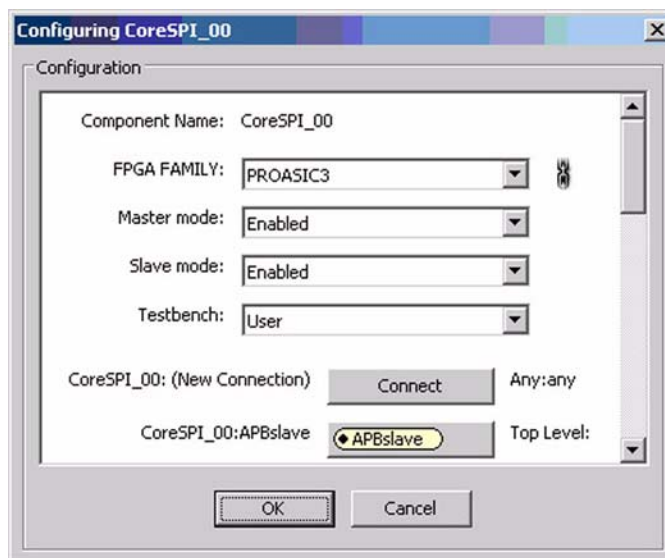 Configuring CoreSPI_00
Configuration
Component Name: CoreSPI_00
FPGA FAMILY: PROASIC3
Master mode: Enabled
Slave mode: Enabled
Testbench: User
CoreSPI_00: (New Connection) Connect Any:any
CoreSPI_00:APBslave APBslave Top Level:
OK Cancel